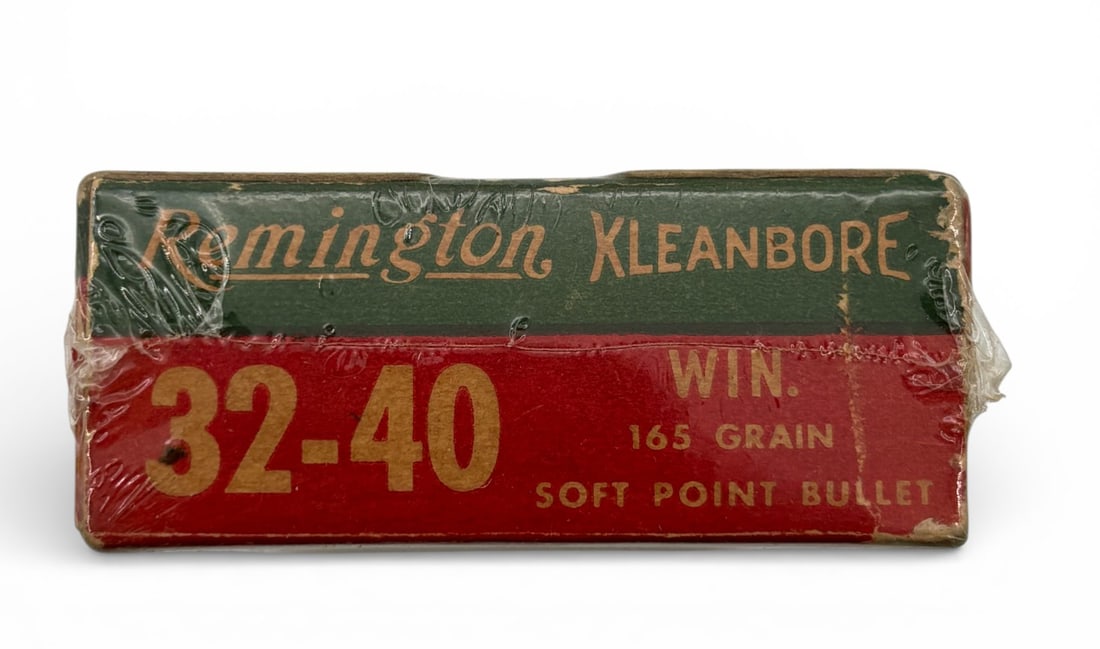 Remington KLEANBORE
32-40
WIN.
165 GRAIN
SOFT POINT BULLET